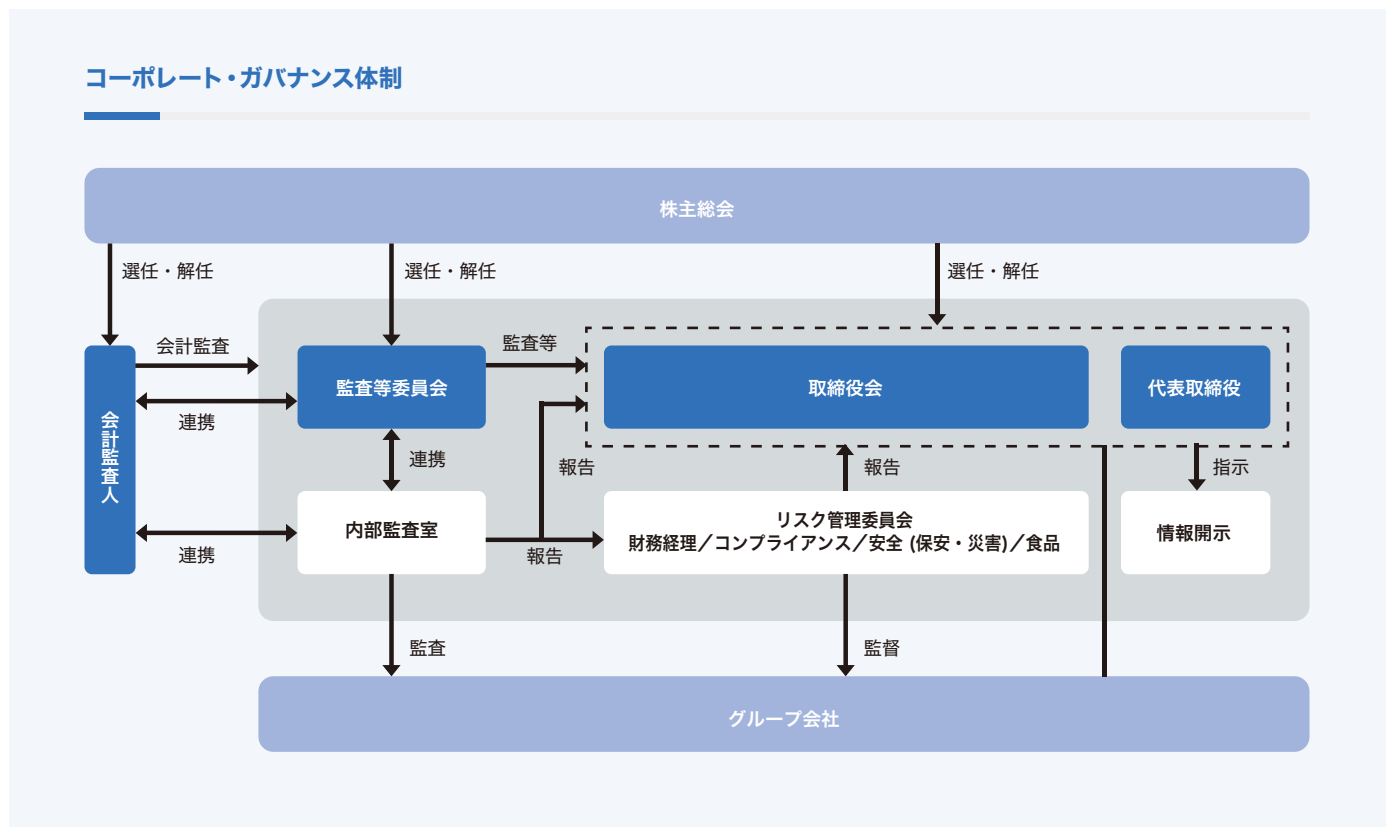 コーポレート・ガバナンス体制
株主総会
選任・解任
選任・解任
選任・解任
会計監査
監査等
監査等委員会
取締役会
代表取締役
連携
会計監査人
連携
報告
報告
指示
内部監査室
リスク管理委員会
財務経理／コンプライアンス／安全 (保安・災害)／食品
情報開示
連携
報告
監査
監督
グループ会社